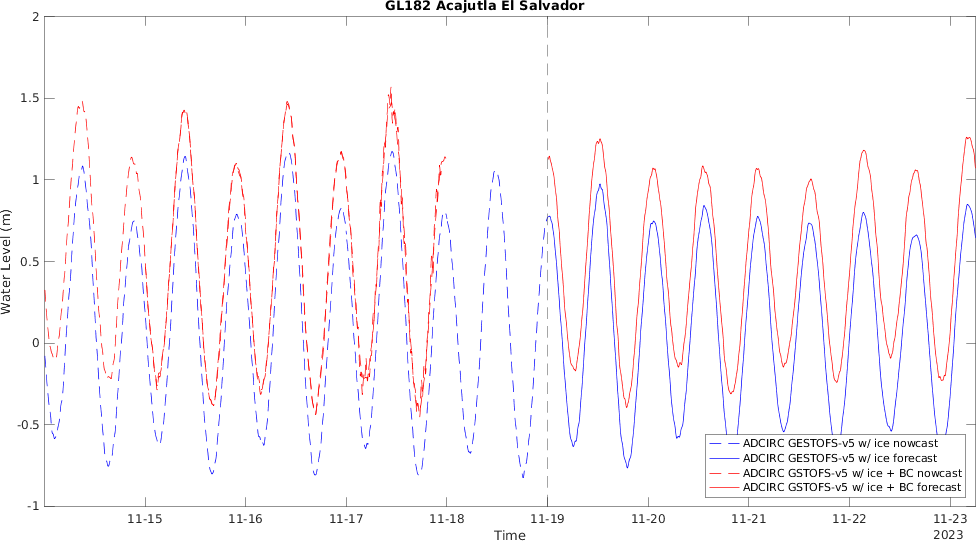 GL182 Acajutla El Salvador
2
1.5
1
0.5
0
-0.5
-1
Water Level (m)
ADCIRC GESTOFS-v5 w/ ice nowcast
ADCIRC GESTOFS-v5 w/ ice forecast
ADCIRC GSTOFS-v5 w/ ice + BC nowcast
ADCIRC GSTOFS-v5 w/ ice + BC forecast
11-15 11-16 11-17 11-18 11-19 11-20 11-21 11-22 11-23
Time
2023